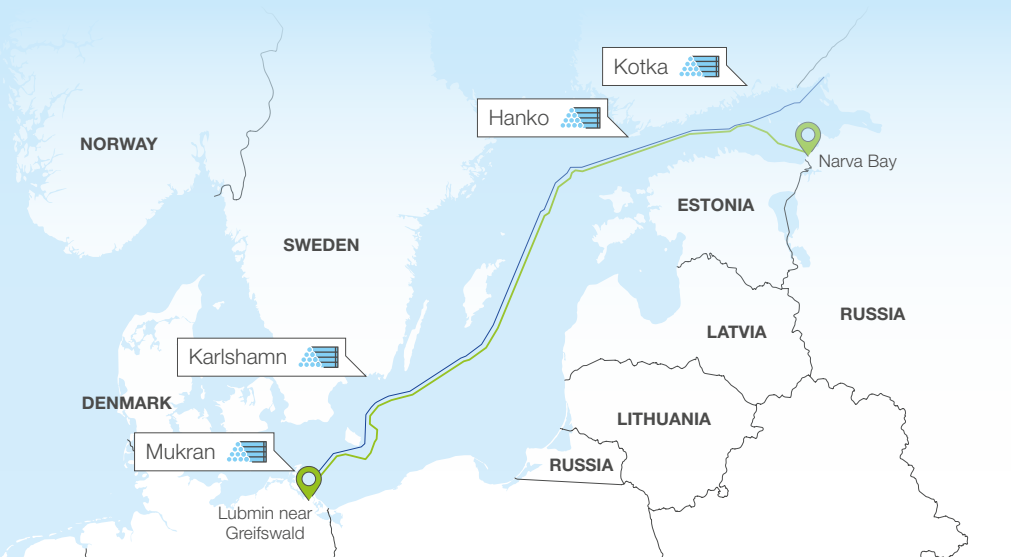 Kotka
Hanko
NORWAY
Narva Bay
ESTONIA
SWEDEN
RUSSIA
LATVIA
Karlshamn
DENMARK
LITHUANIA
Mukran
RUSSIA
Lubmin near
Greifswald